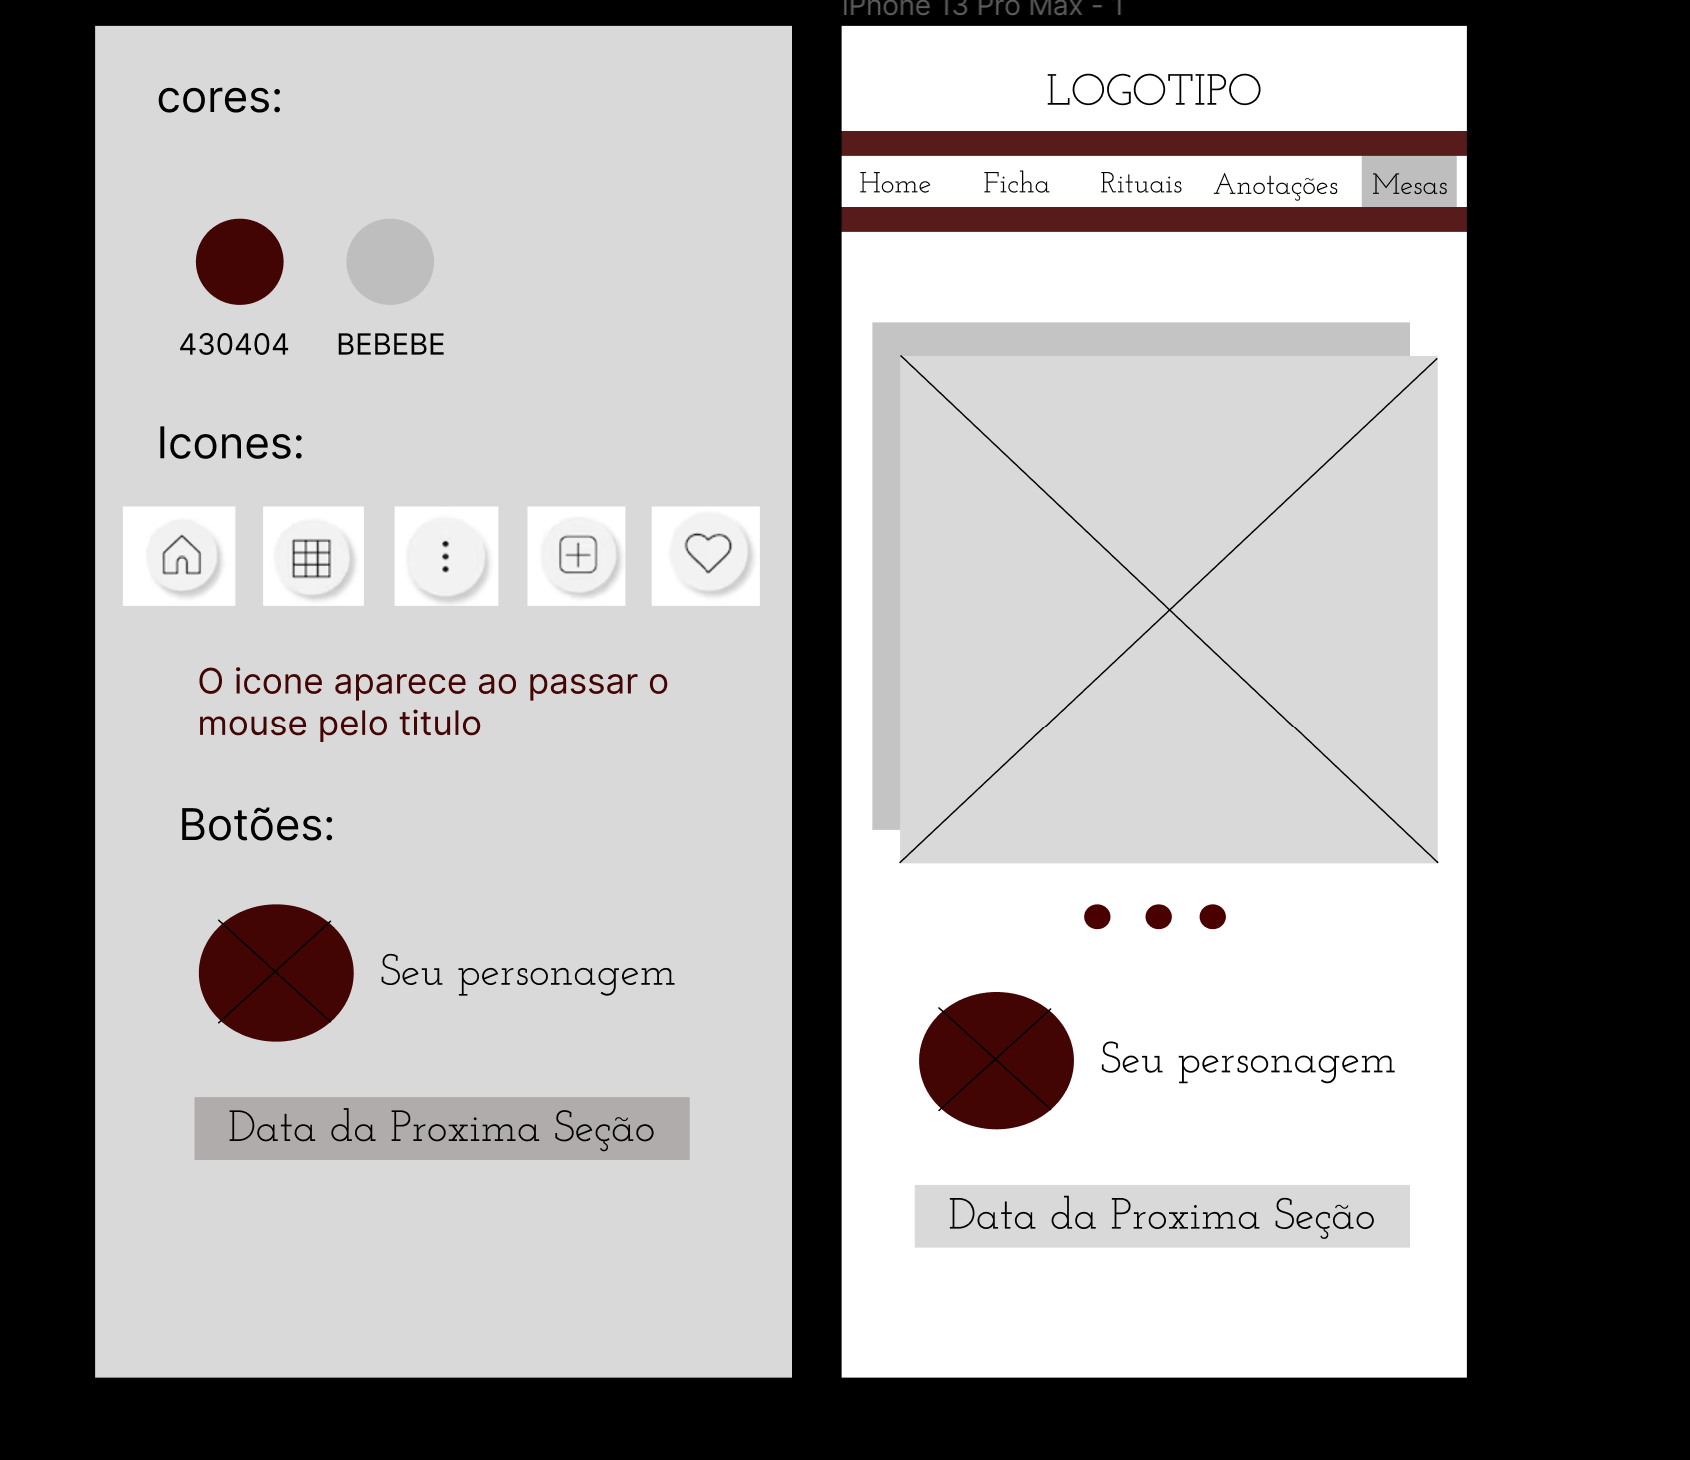 cores:
430404
BEBEBE
Icones:
O icone aparece ao passar o
mouse pelo titulo
Botões:
Seu personagem
Data da Proxima Seção
iPhone 13 Pro Max - 1
LOGOTIPO
Home
Ficha
Rituais
Anotações
Mesas
Seu personagem
Data da Proxima Seção